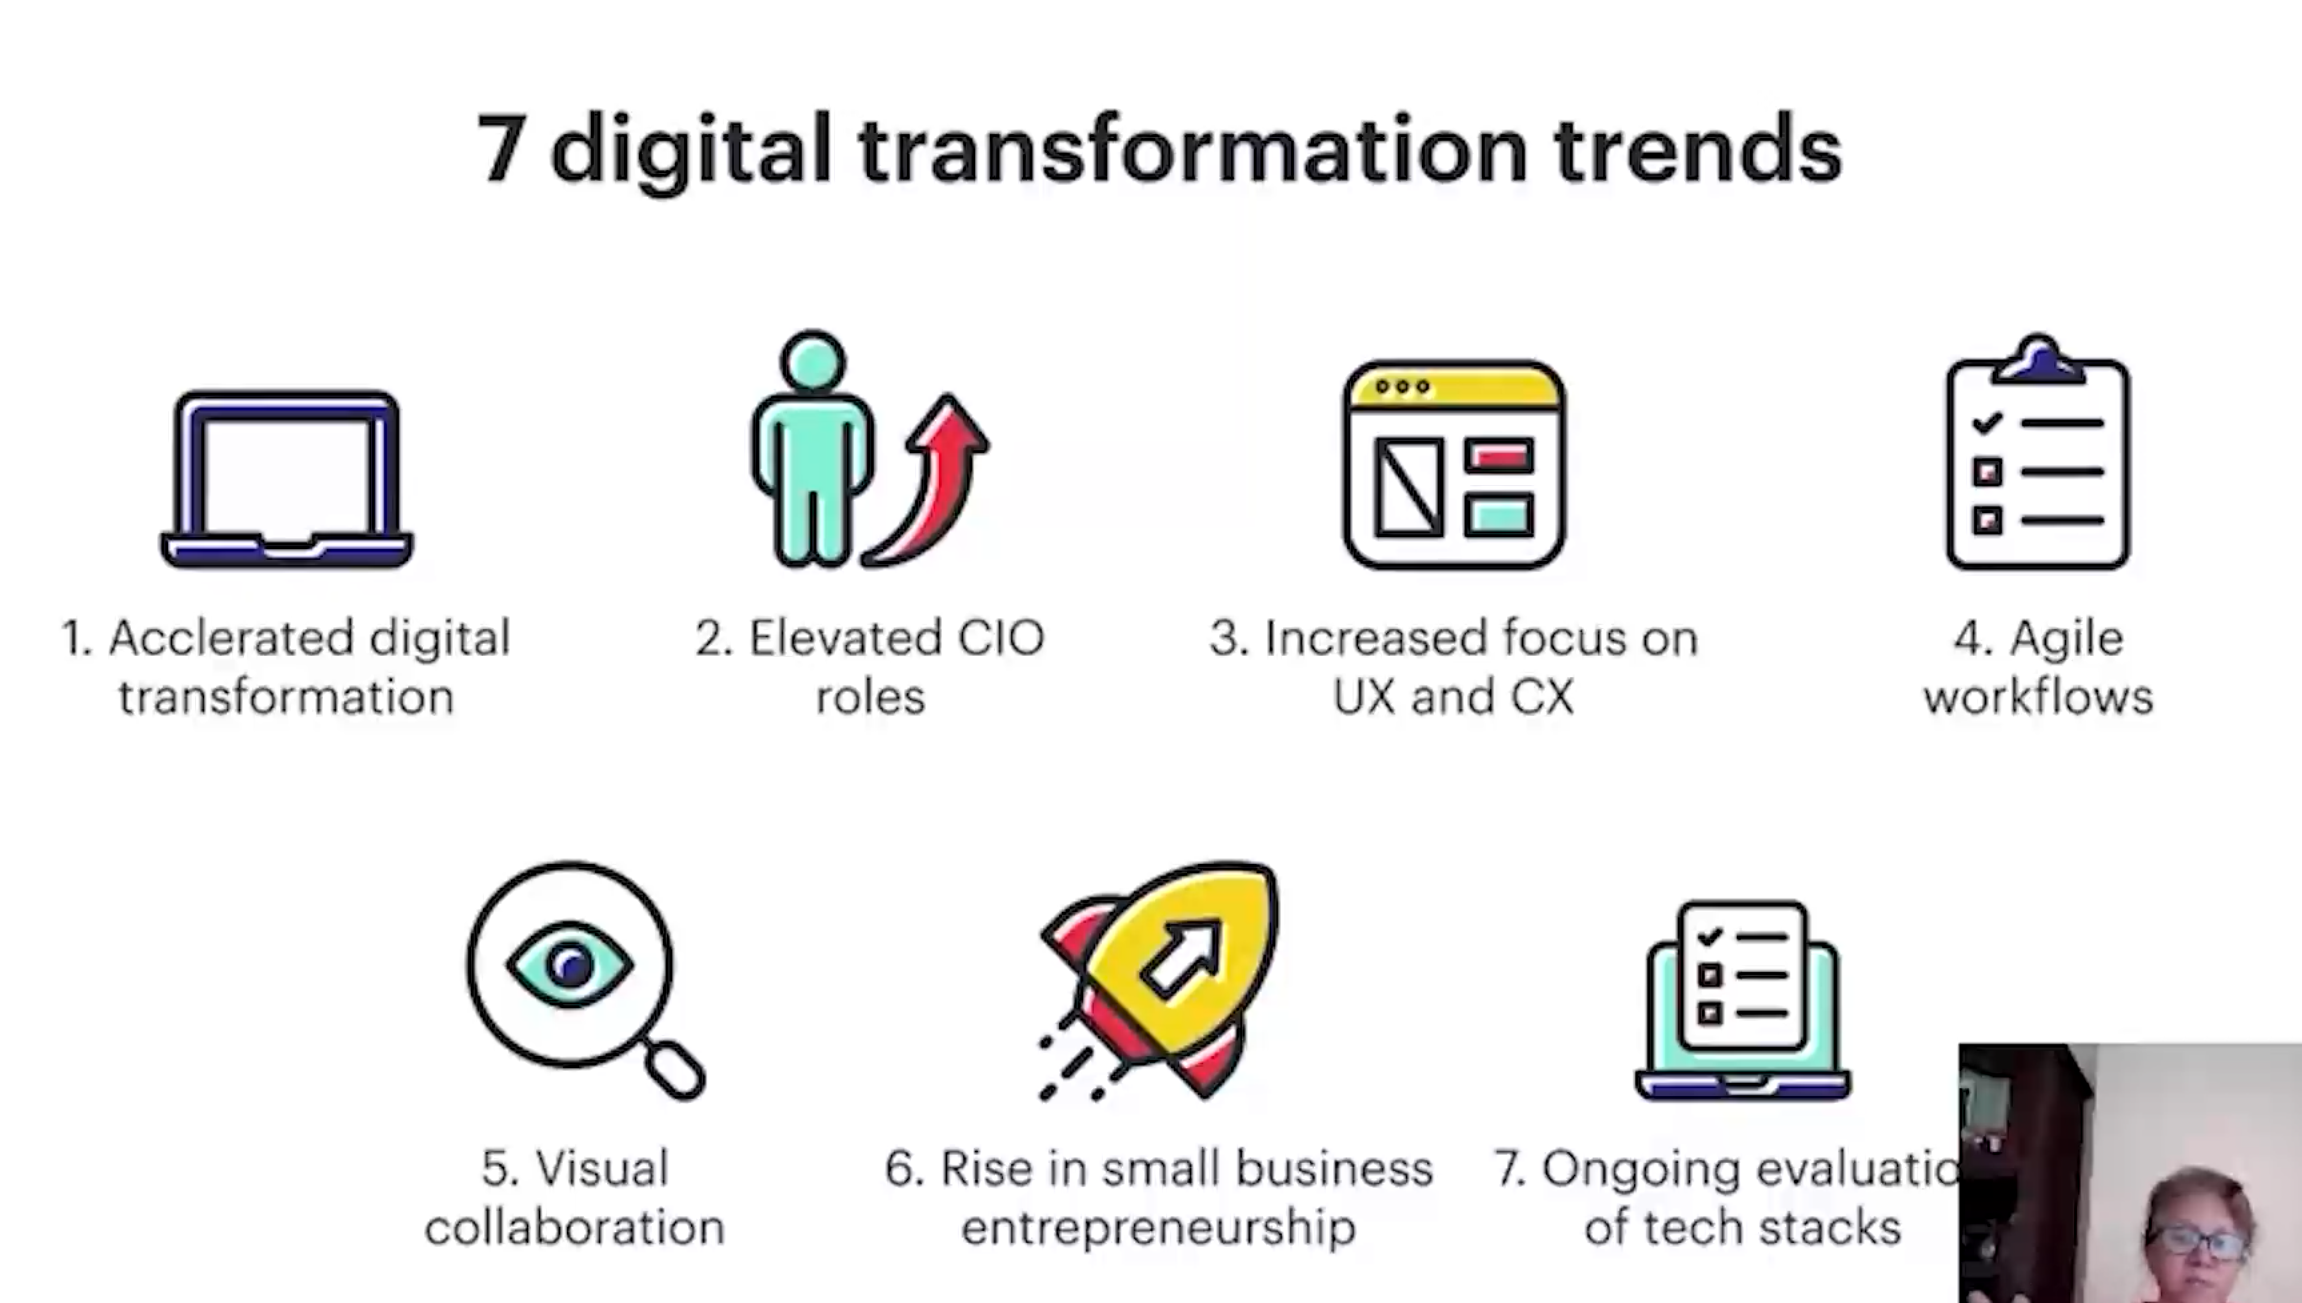 7 digital transformation trends
1. Acclerated digital
transformation
2. Elevated CIO
roles
3. Increased focus on
UX and CX
4. Agile
workflows
5. Visual
collaboration
6. Rise in small business
entrepreneurship
7. Ongoing evaluatio
of tech stacks